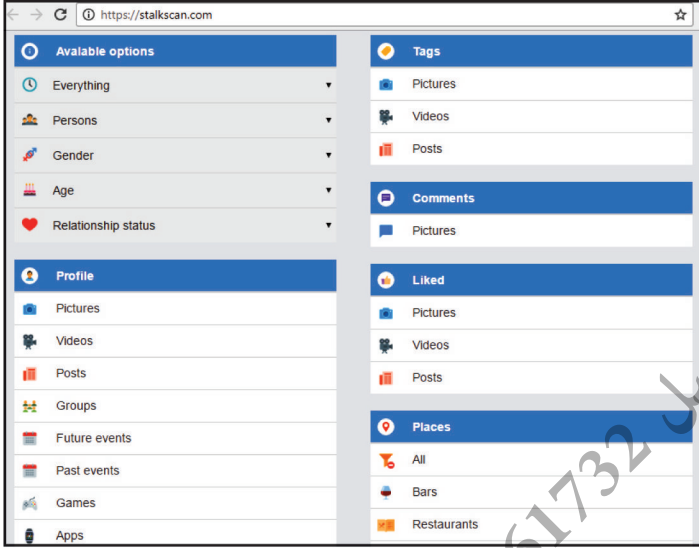 https://stalkscan.com
Avalable options
Everything
Persons
Gender
Age
Relationship status
Profile
Pictures
Videos
Posts
Groups
Future events
Past events
Games
Apps
Tags
Pictures
Videos
Posts
Comments
Pictures
Liked
Pictures
Videos
Posts
Places
All
Bars
Restaurants
61732